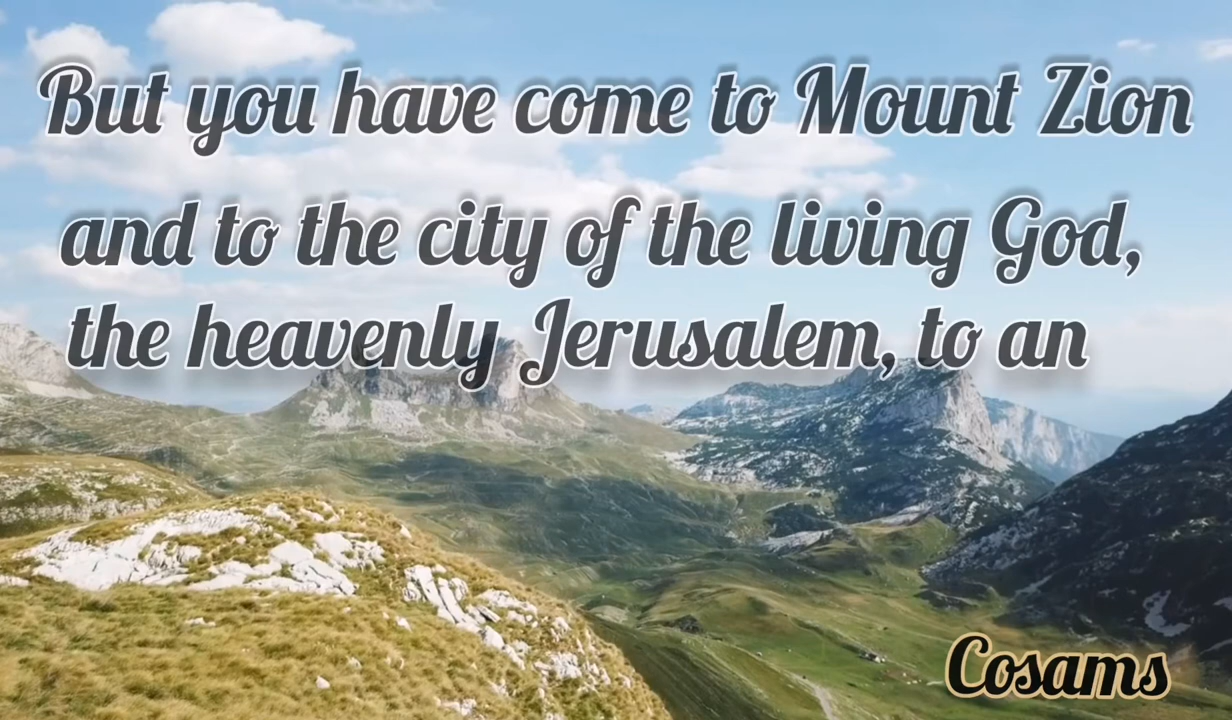 But you have come to Mount Zion
and to the city of the living God,
the heavenly Jerusalem, to an
Cosams